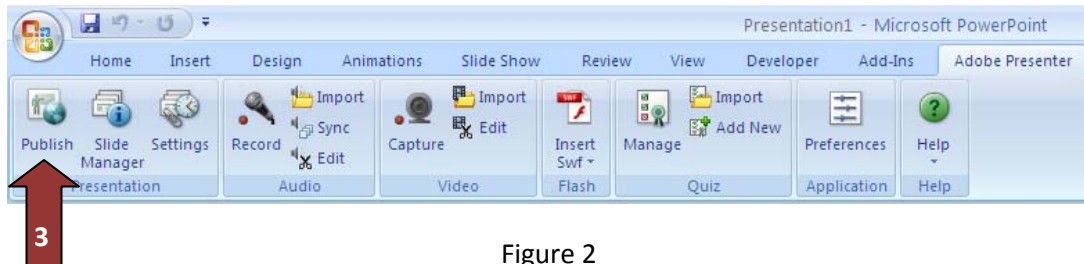 Presentation1 - Microsoft PowerPoint
Home Insert Design Animations Slide Show Review View Developer Add-Ins Adobe Presenter
Publish
Slide
Manager
Settings
Presentation
Record
Import
Sync
Edit
Audio
Capture
Import
Edit
Video
SWF
Insert
Swf
Flash
Manage
Import
Add New
Quiz
Preferences
Application
Help
Help
3
Figure 2